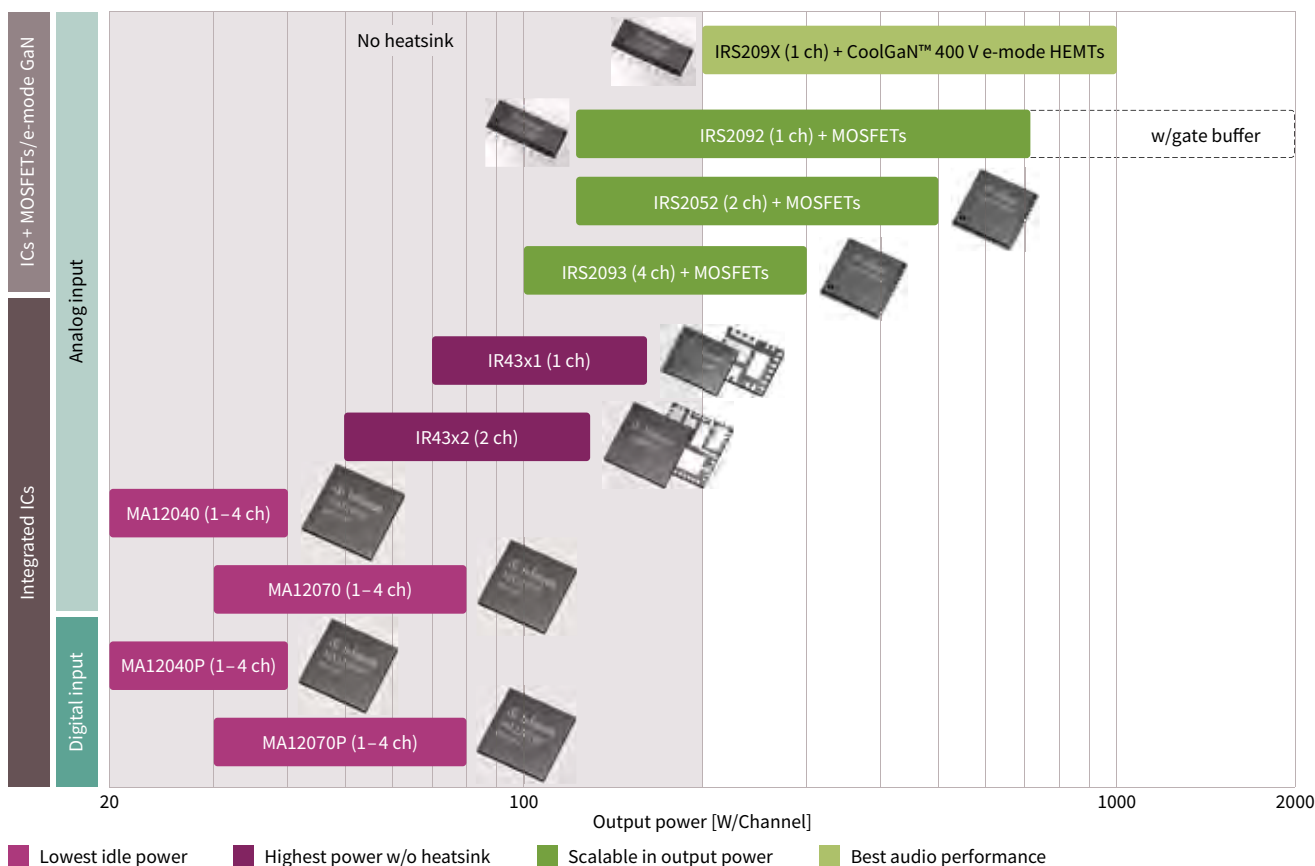 No heatsink
IRS209X (1 ch) + CoolGaN™ 400 V e-mode HEMTs
IRS2092 (1 ch) + MOSFETs
w/gate buffer
IRS2052 (2 ch) + MOSFETs
IRS2093 (4 ch) + MOSFETs
IR43x1 (1 ch)
IR43x2 (2 ch)
MA12040 (1–4 ch)
MA12070 (1–4 ch)
MA12040P (1–4 ch)
MA12070P (1–4 ch)
ICs + MOSFETs/e-mode GaN
Integrated ICs
Analog input
Digital input
20
100
1000
2000
Output power [W/Channel]
Lowest idle power
Highest power w/o heatsink
Scalable in output power
Best audio performance